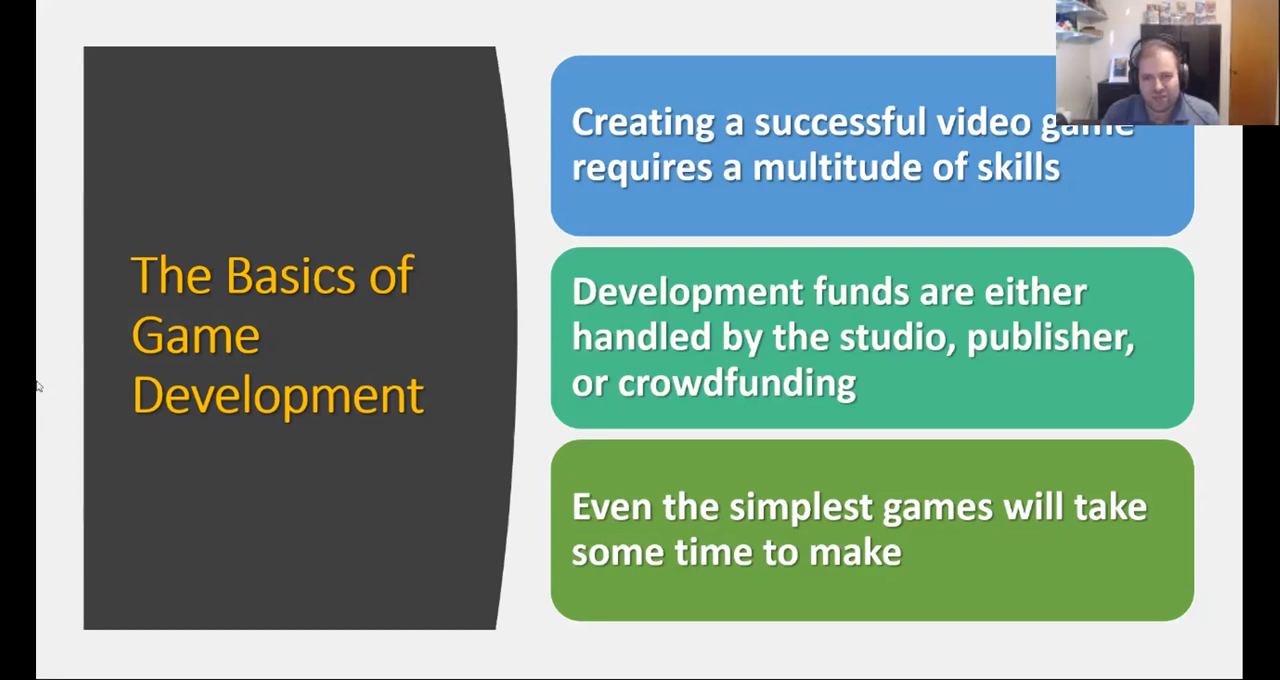 The Basics of
Game
Development
Creating a successful video game
requires a multitude of skills
Development funds are either
handled by the studio, publisher,
or crowdfunding
Even the simplest games will take
some time to make